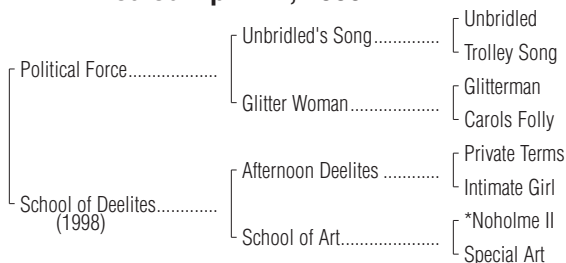 Unbridled
Unbridled's Song.............
Trolley Song
Political Force..................
Glitterman
Glitter Woman..................
Carols Folly
Private Terms
Afternoon Deelites ............
Intimate Girl
School of Deelites............
(1998)
*Noholme II
School of Art....................
Special Art